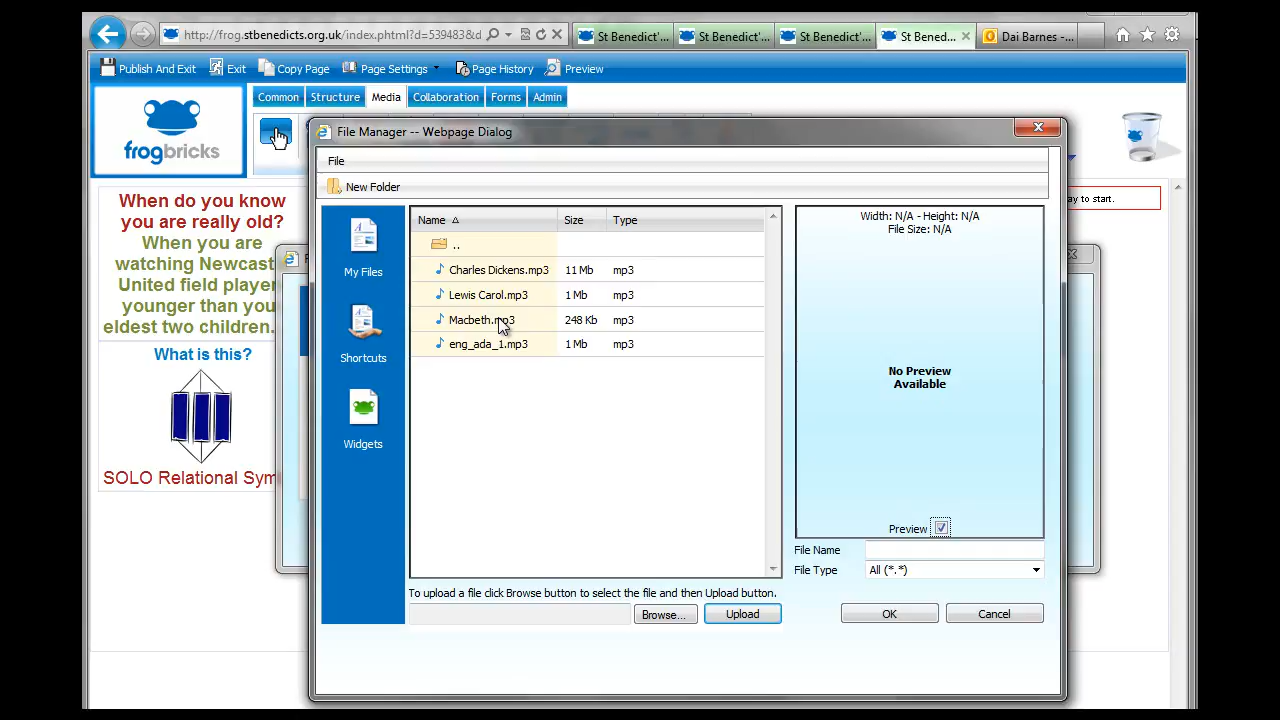 http://frog.stbenedicts.org.uk/index.phtml?d=539483&d
St Benedict'...
St Benedict'...
St Benedict'...
St Bened...
Dai Barnes -...
Publish And Exit
Exit
Copy Page
Page Settings
Page History
Preview
frogbricks
Common
Structure
Media
Collaboration
Forms
Admin
File Manager -- Webpage Dialog
File
New Folder
When do you know
you are really old?
When you are
watching Newcast
United field player
younger than you
eldest two children.
What is this?
SOLO Relational Sym
ay to start.
My Files
Shortcuts
Widgets
Name Size Type
..
Charles Dickens.mp3 11 Mb mp3
Lewis Carol.mp3 1 Mb mp3
Macbeth.mp3 248 Kb mp3
eng_ada_1.mp3 1 Mb mp3
Width: N/A - Height: N/A
File Size: N/A
No Preview
Available
Preview
File Name
File Type All (*.*)
To upload a file click Browse button to select the file and then Upload button.
Browse... Upload
OK Cancel